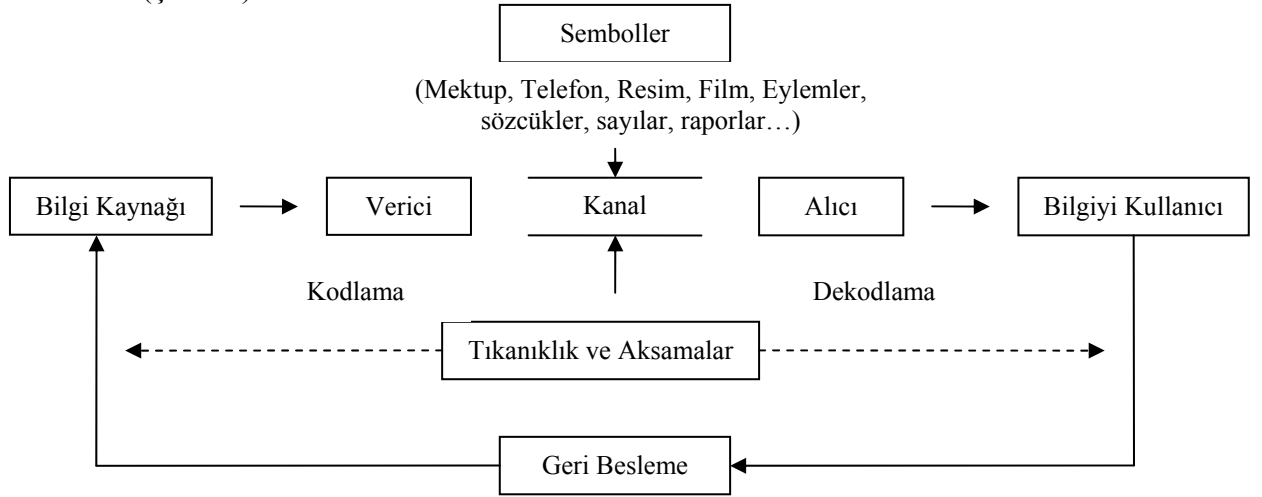 Semboller
(Mektup, Telefon, Resim, Film, Eylemler,
sözcükler, sayılar, raporlar…)
Bilgi Kaynağı
Verici
Kanal
Alıcı
Bilgiyi Kullanıcı
Kodlama
Dekodlama
Tıkanıklık ve Aksamalar
Geri Besleme